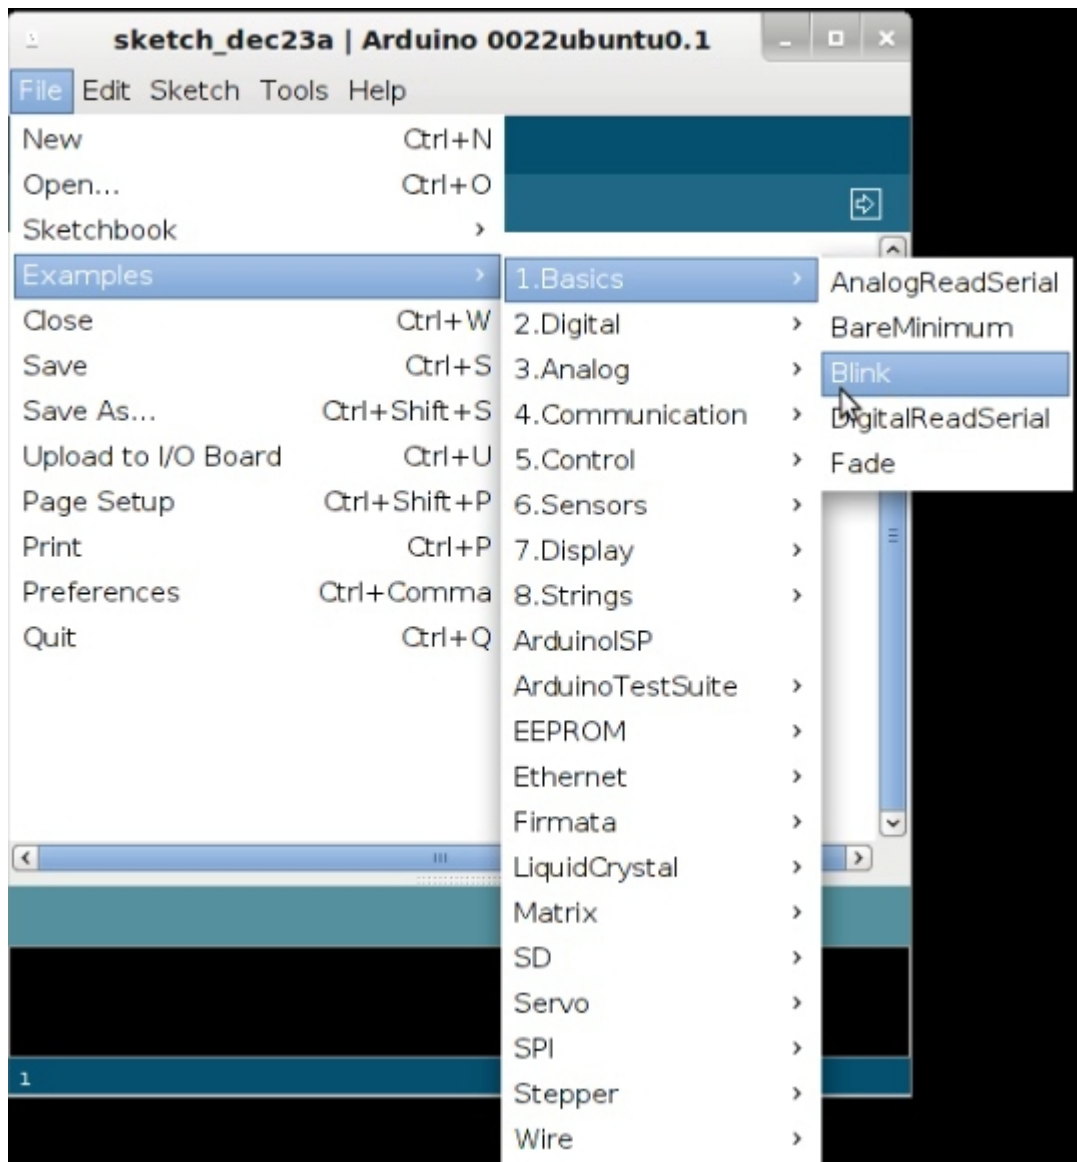 sketch_dec23a | Arduino 0022ubuntu0.1
File Edit Sketch Tools Help
New Ctrl+N
Open... Ctrl+O
Sketchbook
Examples
Close Ctrl+W
Save Ctrl+S
Save As... Ctrl+Shift+S
Upload to I/O Board Ctrl+U
Page Setup Ctrl+Shift+P
Print Ctrl+P
Preferences Ctrl+Comma
Quit Ctrl+Q
1.Basics
2.Digital
3.Analog
4.Communication
5.Control
6.Sensors
7.Display
8.Strings
ArduinoISP
ArduinoTestSuite
EEPROM
Ethernet
Firmata
LiquidCrystal
Matrix
SD
Servo
SPI
Stepper
Wire
AnalogReadSerial
BareMinimum
Blink
DigitalReadSerial
Fade
1